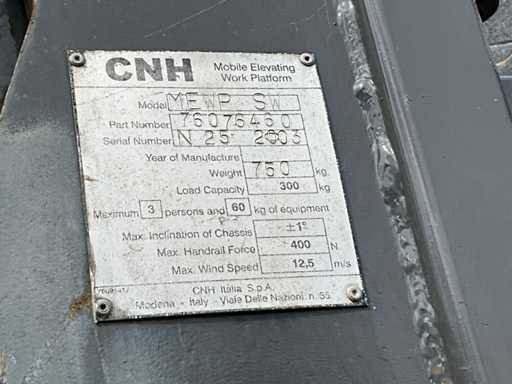 CNH Mobile Elevating
Work Platform
Model MEWP SW
Part Number 76076460
Serial Number N 25 2003
Year of Manufacture
Weight 750 kg.
Load Capacity 300 kg.
Maximum 3 persons and 60 kg of equipment
Max. Inclination of Chassis ±1°
Max. Handrail Force 400 N.
Max. Wind Speed 12,5 m/s
CNH Italia S.p.A.
Modena - Italy - Viale Delle Nazioni, n. 55